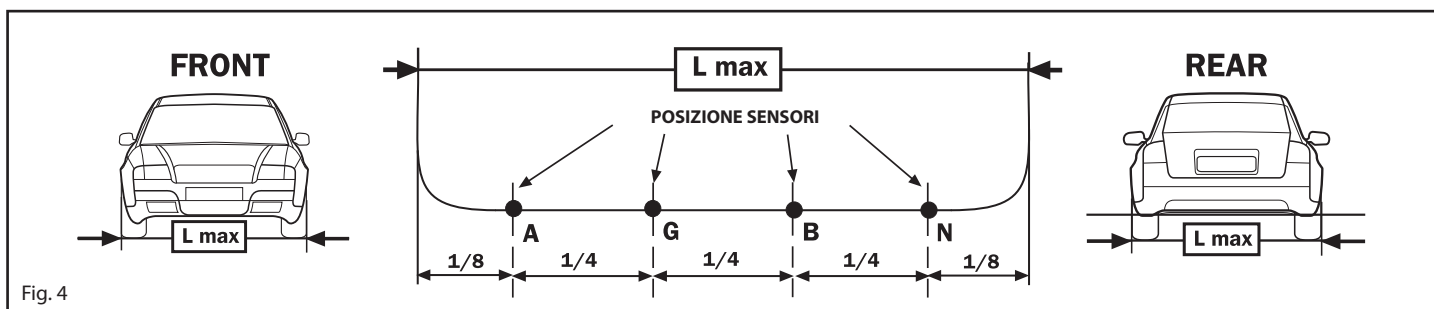 FRONT
L max
REAR
POSIZIONE SENSORI
A
G
B
N
L max
L max
1/8
1/4
1/4
1/4
1/8
Fig. 4